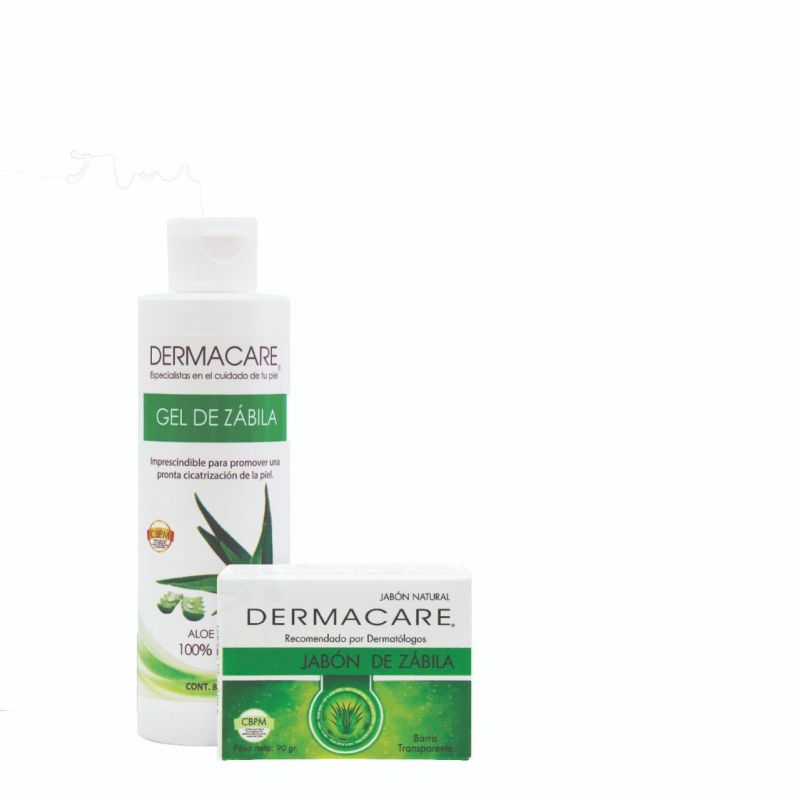 DERMACARE®
Especialistas en el cuidado de tu piel
GEL DE ZÁBILA
Imprescindible para promover una
pronta cicatrización de la piel.
CBPM
ALOE
100%
CONT. 8
JABÓN NATURAL
DERMACARE®
Recomendado por Dermatólogos
JABÓN DE ZÁBILA
CBPM
Peso neto: 90 gr.
Barra
Transparente